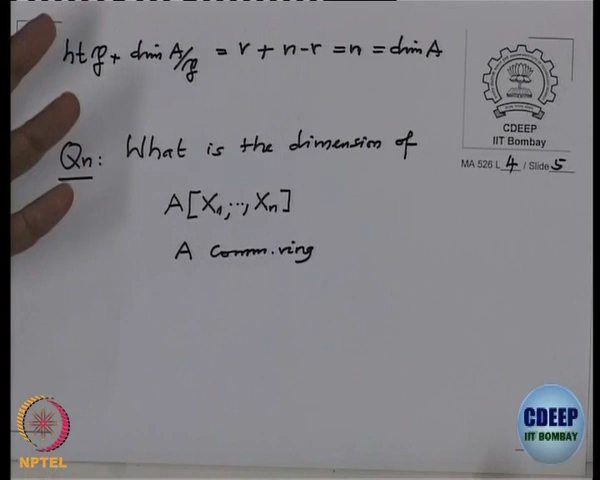 ht 𝔭 + dim A/𝔭 = r + n-r = n = dim A
CDEEP
IIT Bombay
MA 526 L 4 / Slide 5
Qn: What is the dimension of
A[X₁,..,Xₙ]
A comm. ring
NPTEL
CDEEP
IIT BOMBAY